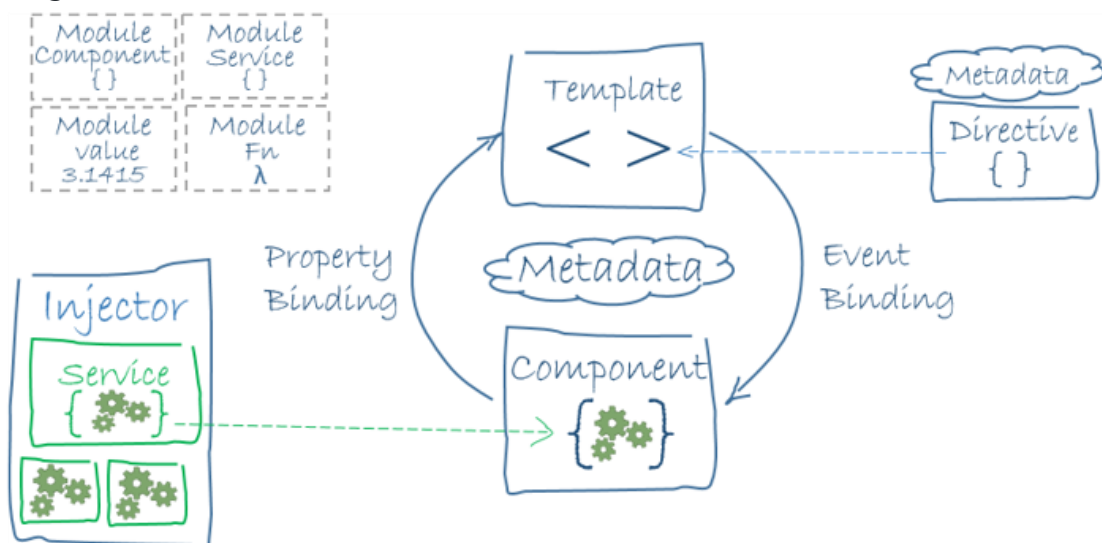 Module
Component
{ }
Module
Service
{ }
Module
value
3.1415
Module
Fn
λ
Template
< >
Metadata
Directive
{ }
Property
Binding
Metadata
Event
Binding
Injector
Service
{ }
Component
{ }